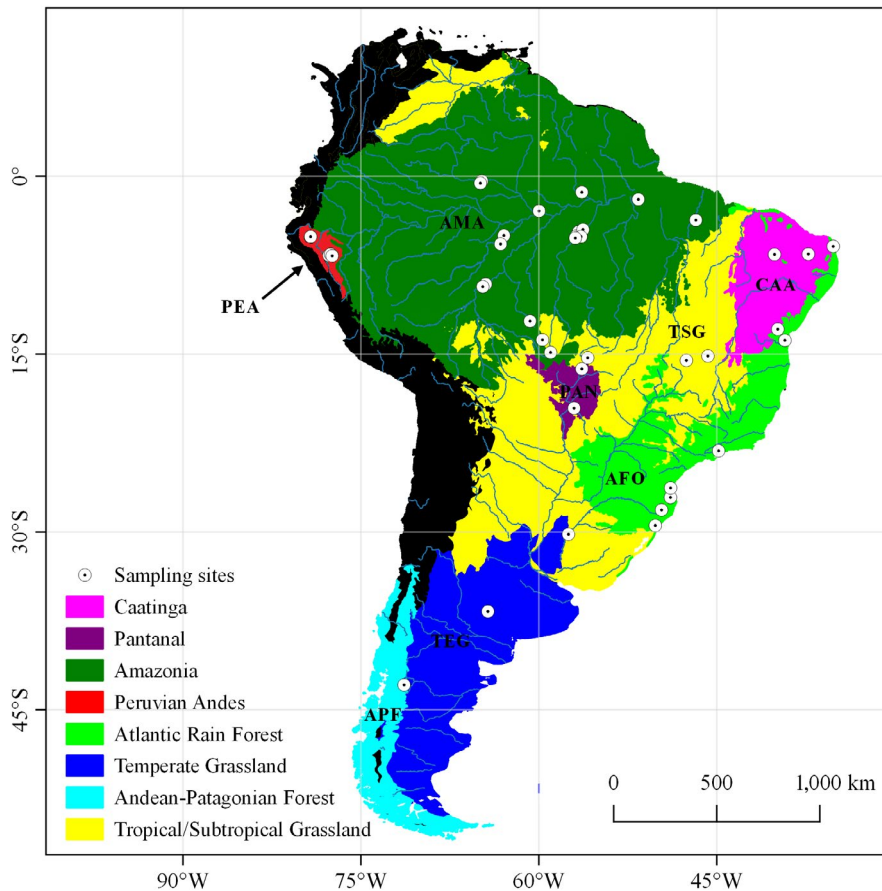 0°
15°S
30°S
45°S
AMA
PEA
CAA
TSG
PAN
AFO
TEG
APF
Sampling sites
Caatinga
Pantanal
Amazonia
Peruvian Andes
Atlantic Rain Forest
Temperate Grassland
Andean-Patagonian Forest
Tropical/Subtropical Grassland
0 500 1,000 km
90°W 75°W 60°W 45°W